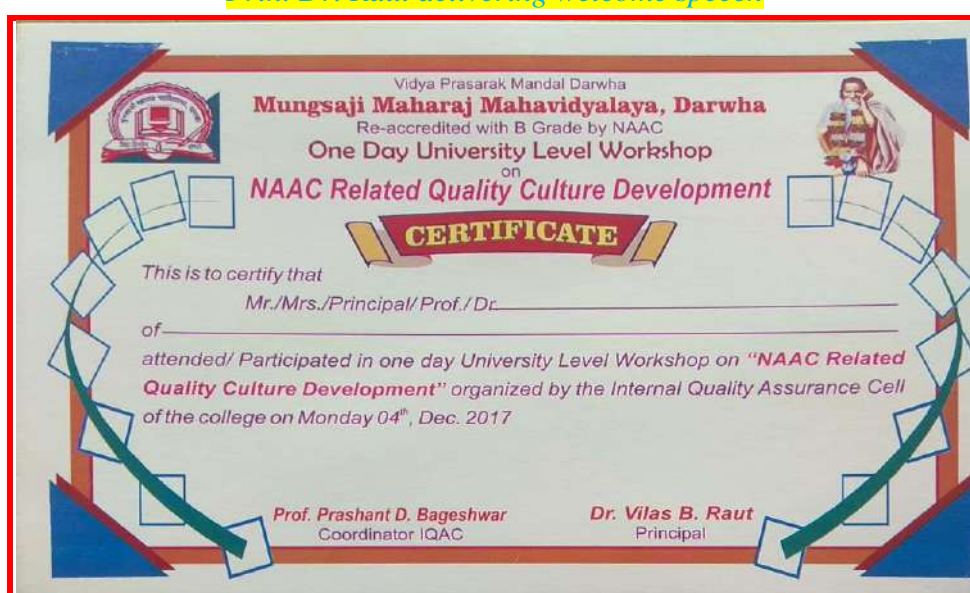 delivering welcome speech
Vidya Prasarak Mandal Darwha
Mungsaji Maharaj Mahavidyalaya, Darwha
Re-accredited with B Grade by NAAC
One Day University Level Workshop
on
NAAC Related Quality Culture Development
CERTIFICATE
This is to certify that
Mr./Mrs./Principal/Prof./Dr.
of
attended/ Participated in one day University Level Workshop on "NAAC Related
Quality Culture Development" organized by the Internal Quality Assurance Cell
of the college on Monday 04th, Dec. 2017
Prof. Prashant D. Bageshwar
Dr. Vilas B. Raut
Coordinator IQAC
Principal